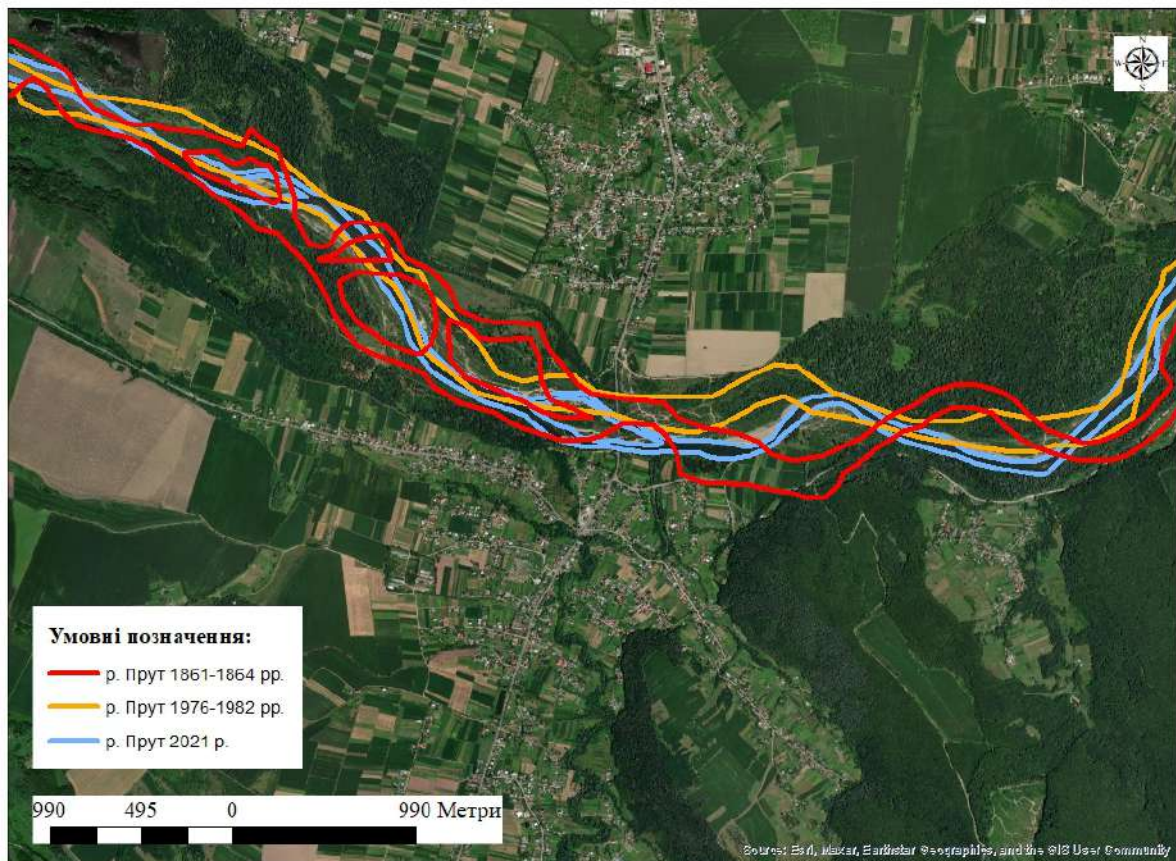 N
W E
S
Умовні позначення:
р. Прут 1861-1864 рр.
р. Прут 1976-1982 рр.
р. Прут 2021 р.
990 495 0 990 Метри
Source: Esri, Maxar, Earthstar Geographics, and the GIS User Community